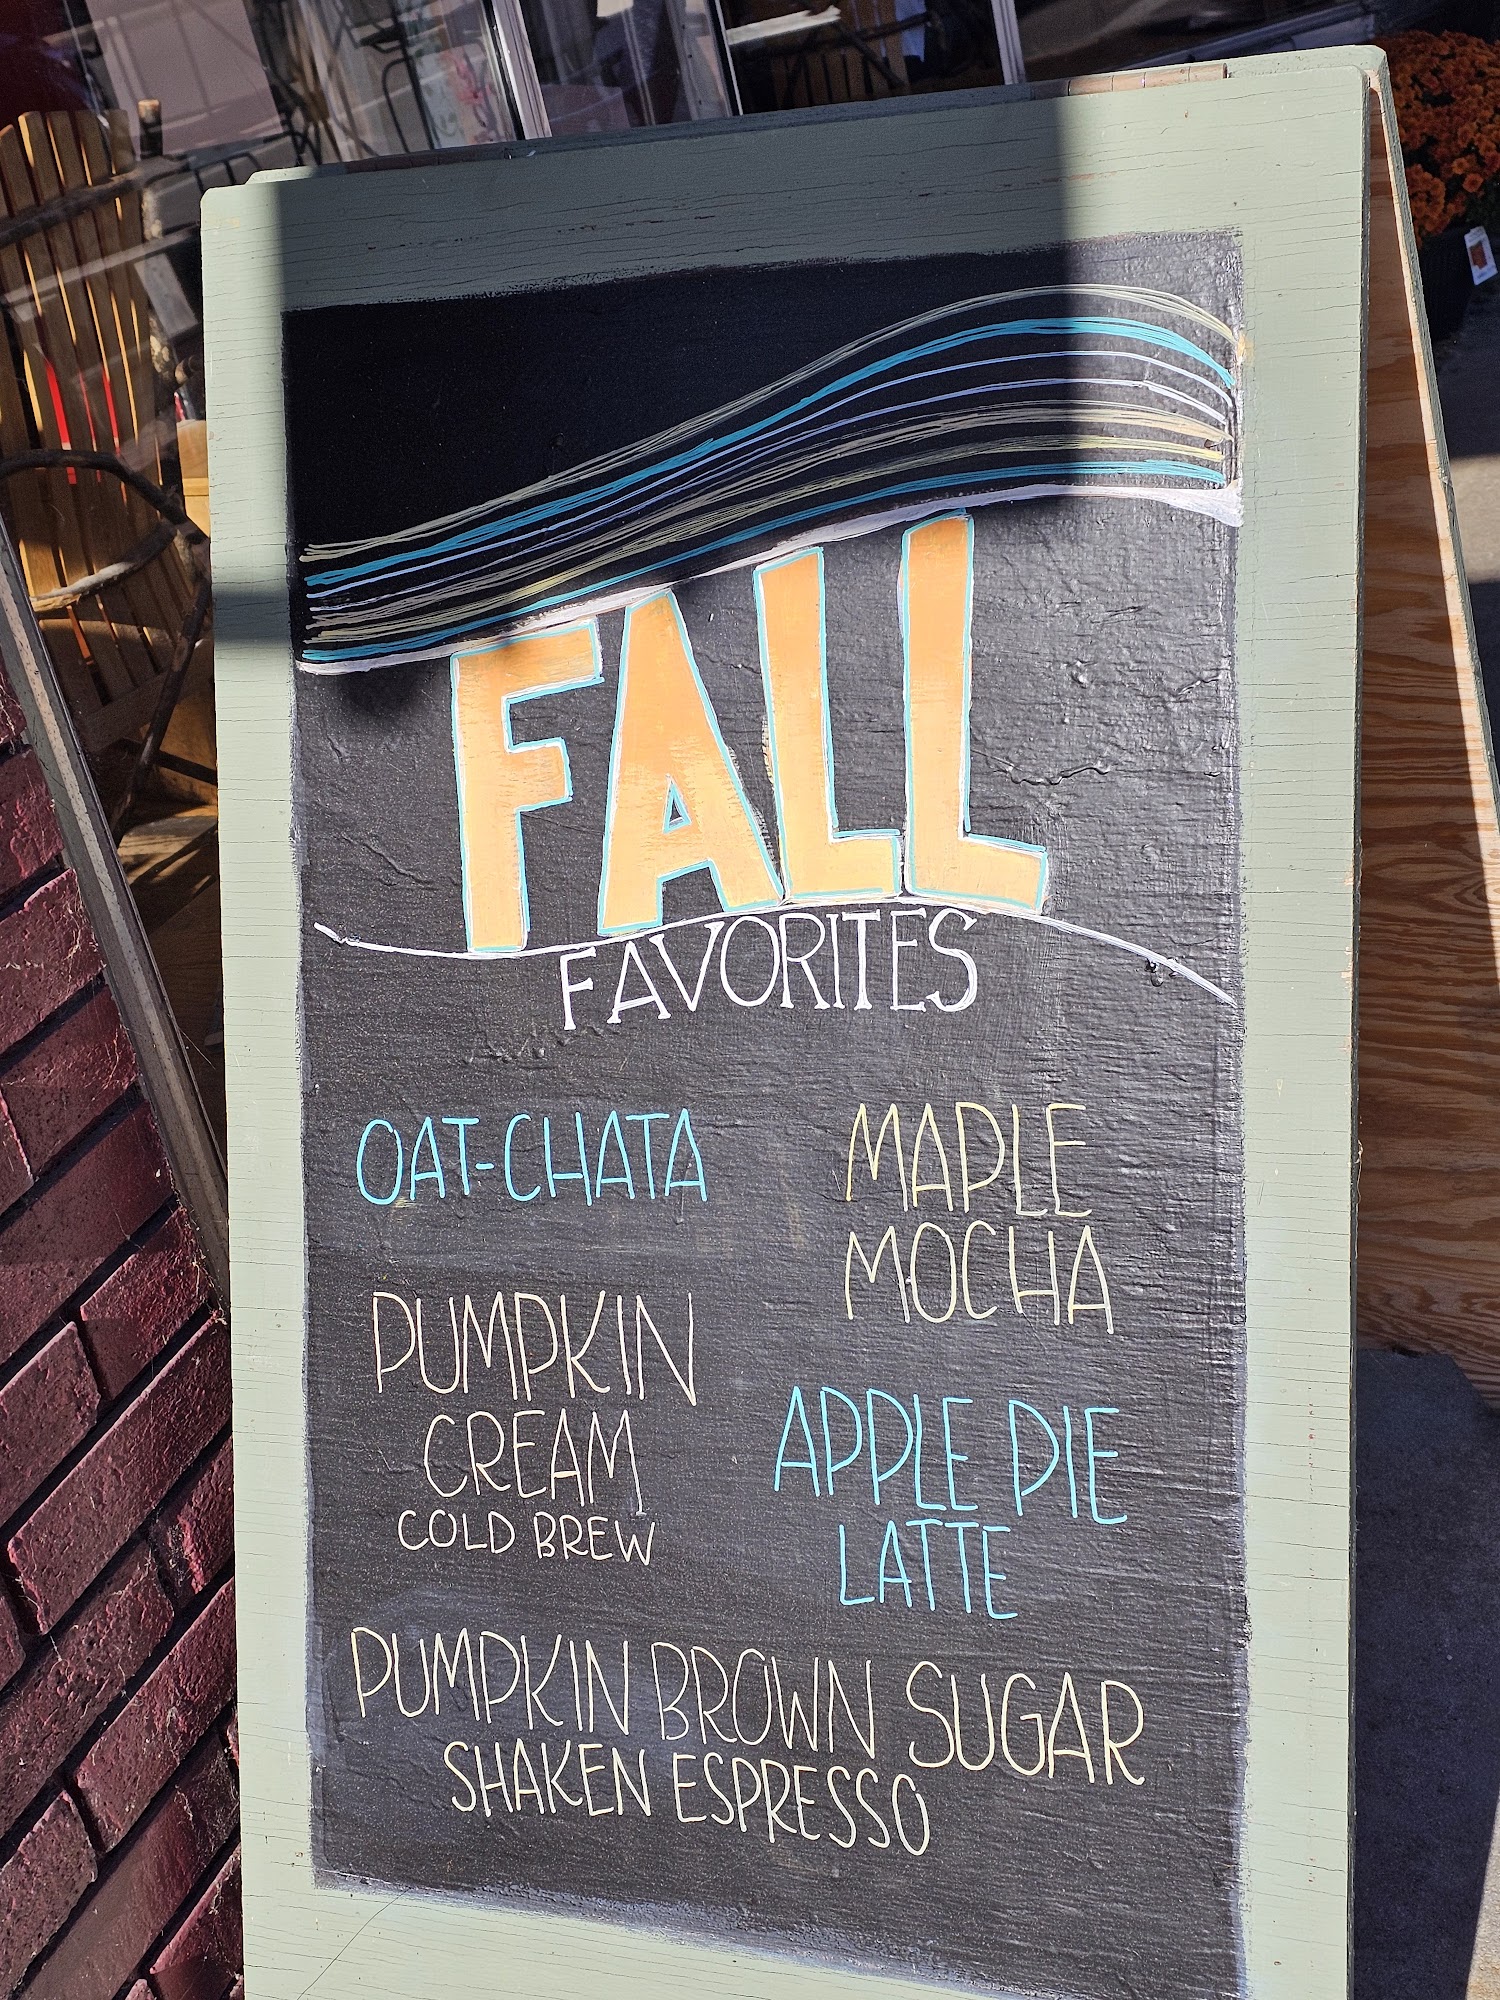 FALL
FAVORITES
OAT-CHATA
MAPLE
MOCHA
PUMPKIN
CREAM
COLD BREW
APPLE PIE
LATTE
PUMPKIN BROWN SUGAR
SHAKEN ESPRESSO